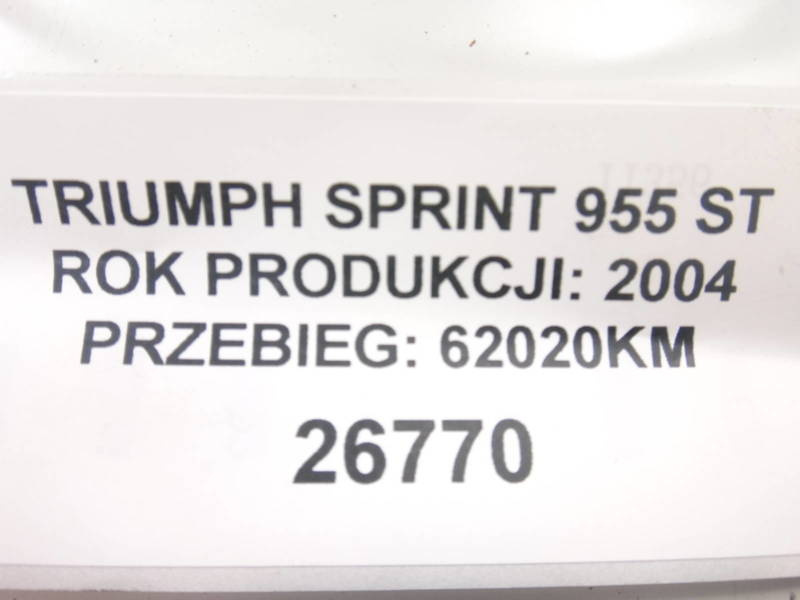 TRIUMPH SPRINT 955 ST
ROK PRODUKCJI: 2004
PRZEBIEG: 62020KM
26770